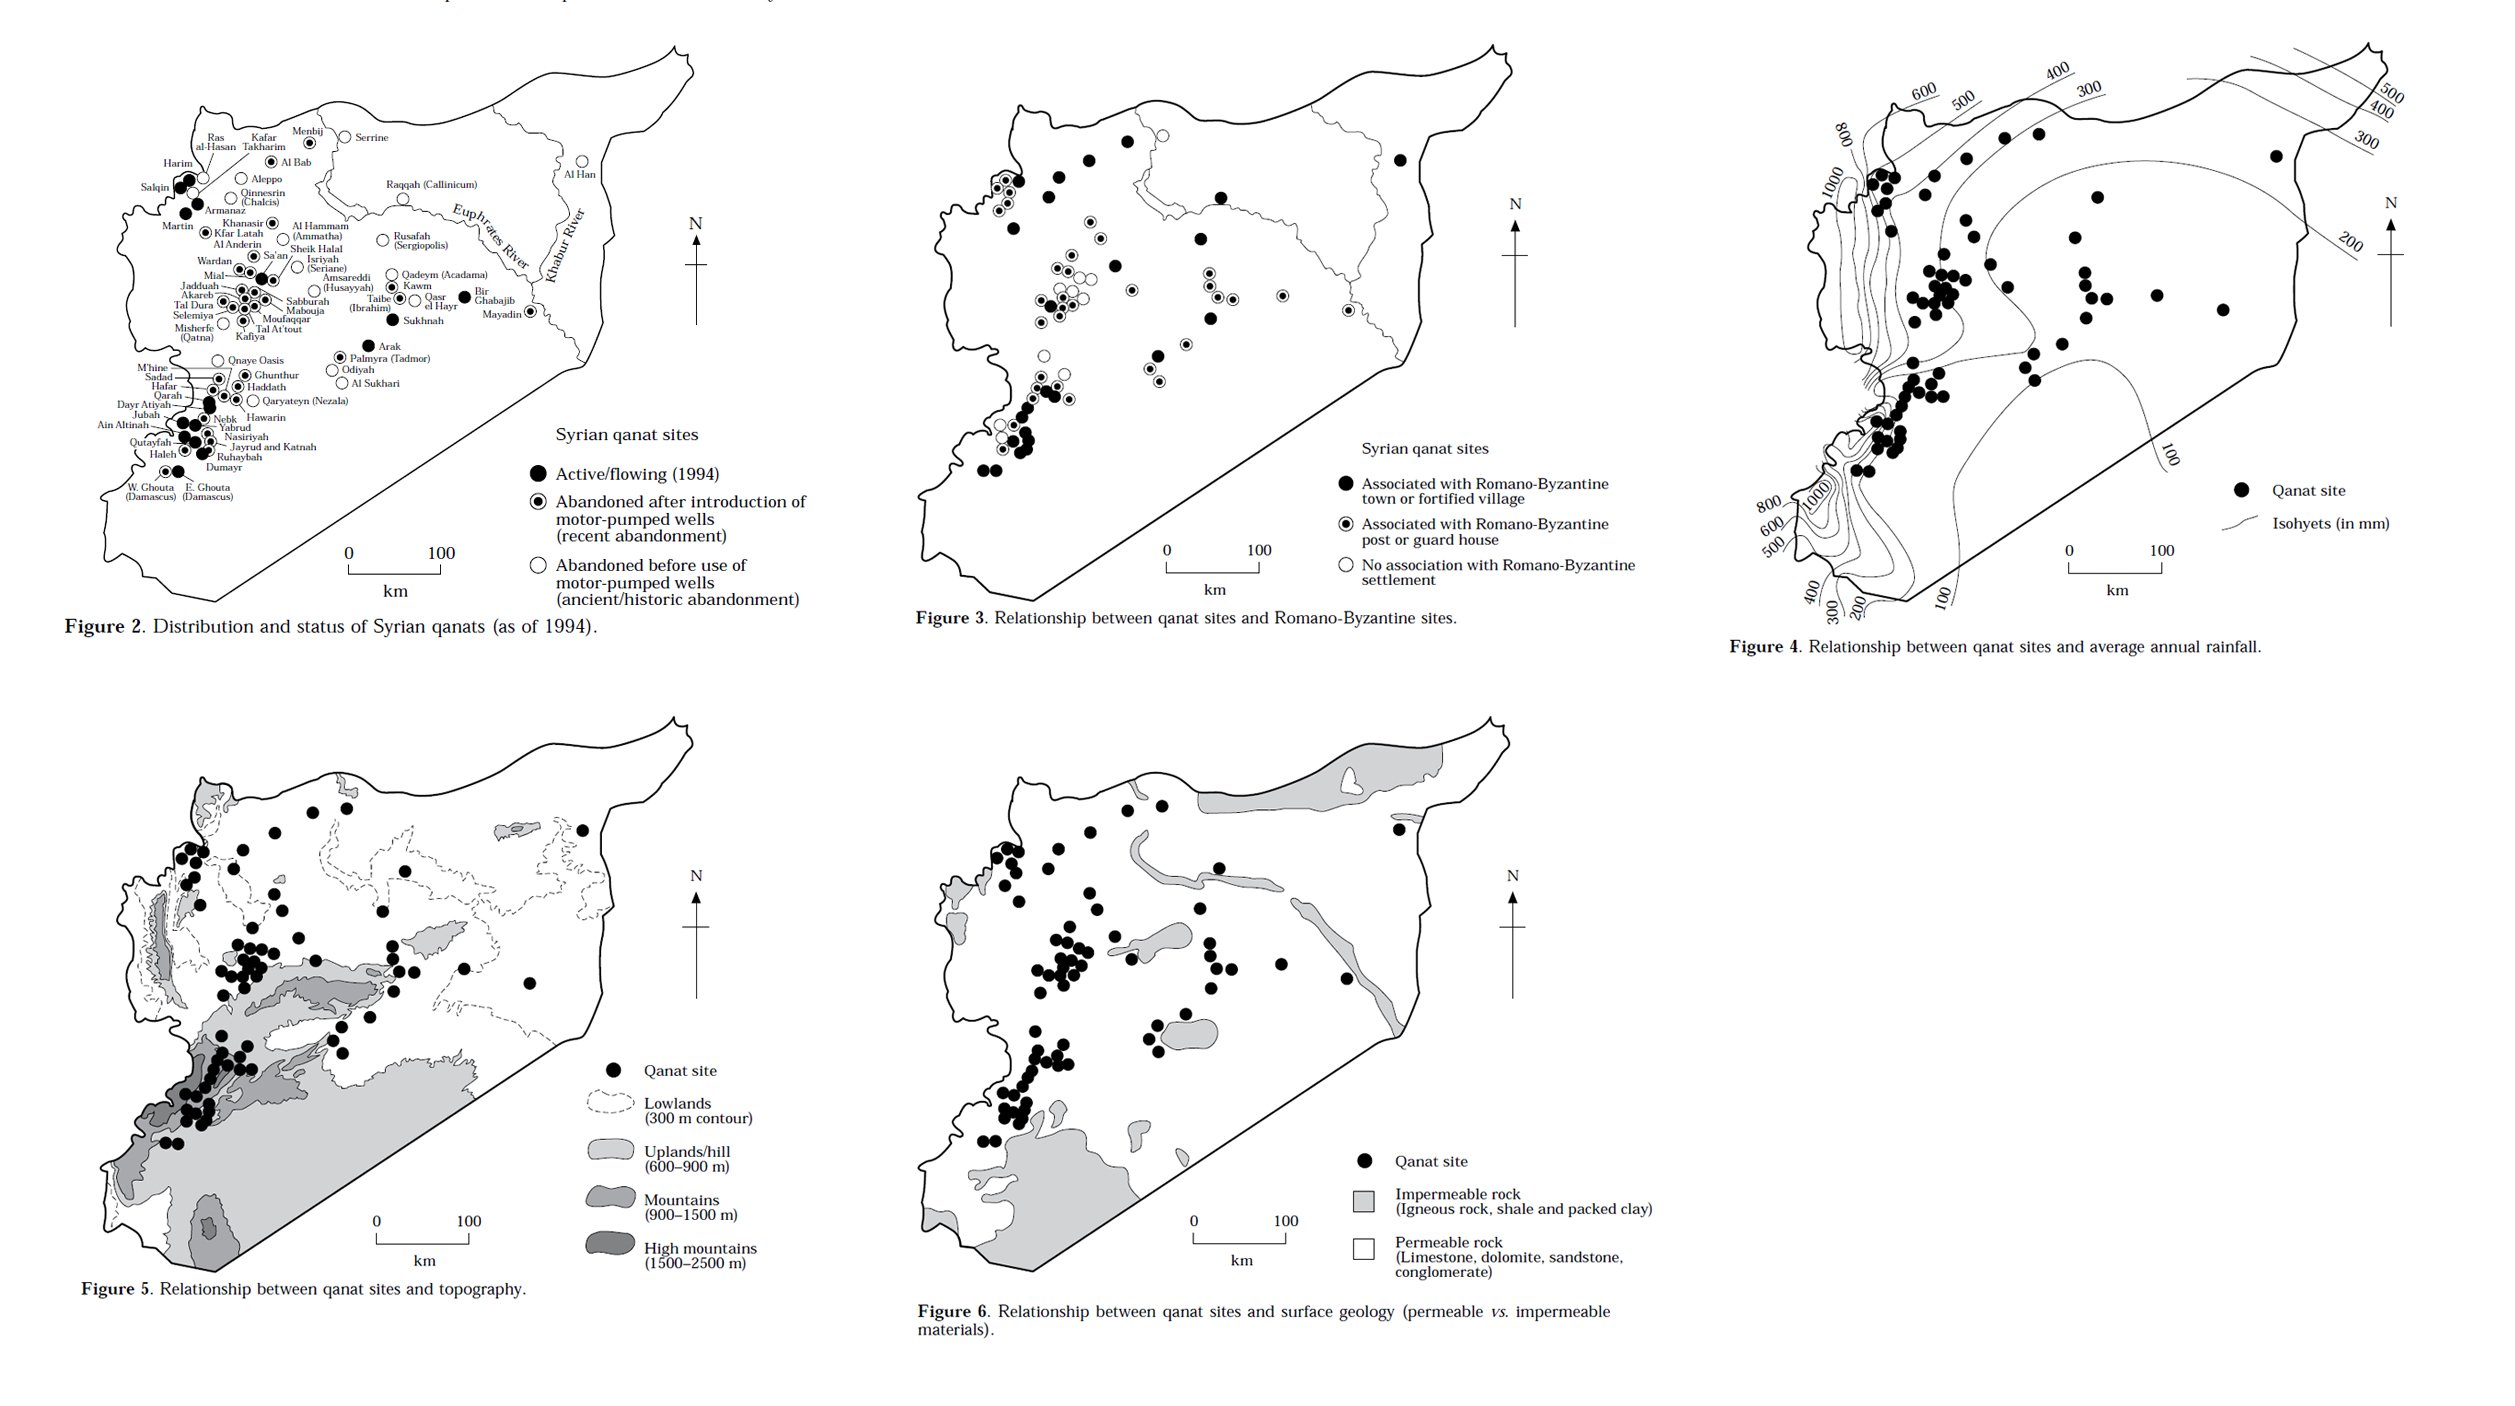 Ras
al-Hasan
Kafar
Takharim
Menbij
Serrine
Harim
Al Bab
Al Han
Salqin
Aleppo
Qinnesrin
(Chalcis)
Raqqah (Callinicum)
Armanaz
Martin
Khanasir
Kfar Latah
Al Anderin
Al Hammam
(Ammatha)
Rusafah
(Sergiopolis)
Euphrates River
Khabur River
Sheik Halal
Sa'an
Isriyah
(Seriane)
Wardan
Mial
Amsareddi
(Husayyah)
Qadeym (Acadama)
Kawm
Jadduah
Akareb
Tal Dura
Selemiya
Sabburah
Mabouja
Moufaqqar
Tal At'tout
Taibe
(Ibrahim)
Qasr
el Hayr
Bir
Ghabajib
Mayadin
Misherfe
(Qatna)
Kafiya
Sukhnah
Arak
Palmyra (Tadmor)
Odiyah
Al Sukhari
Qnaye Oasis
M'hine
Sadad
Hafar
Qarah
Dayr Atiyah
Jubah
Ain Altinah
Qutayfah
Haleh
Ghunthur
Haddath
Qaryateyn (Nezala)
Hawarin
Nebk
Yabrud
Nasiriyah
Jayrud and Katnah
Ruhaybah
Dumayr
W. Ghouta
(Damascus)
E. Ghouta
(Damascus)
N
Syrian qanat sites
Active/flowing (1994)
Abandoned after introduction of
motor-pumped wells
(recent abandonment)
Abandoned before use of
motor-pumped wells
(ancient/historic abandonment)
0 100
km
Figure 2. Distribution and status of Syrian qanats (as of 1994).
N
Syrian qanat sites
Associated with Romano-Byzantine
town or fortified village
Associated with Romano-Byzantine
post or guard house
No association with Romano-Byzantine
settlement
0 100
km
Figure 3. Relationship between qanat sites and Romano-Byzantine sites.
600
500
400
300
500
400
300
800
1000
200
N
100
800
1000
600
500
400
300
200
100
Qanat site
Isohyets (in mm)
0 100
km
Figure 4. Relationship between qanat sites and average annual rainfall.
N
Qanat site
Lowlands
(300 m contour)
Uplands/hill
(600–900 m)
Mountains
(900–1500 m)
High mountains
(1500–2500 m)
0 100
km
Figure 5. Relationship between qanat sites and topography.
N
Qanat site
Impermeable rock
(Igneous rock, shale and packed clay)
Permeable rock
(Limestone, dolomite, sandstone,
conglomerate)
0 100
km
Figure 6. Relationship between qanat sites and surface geology (permeable vs. impermeable
materials).